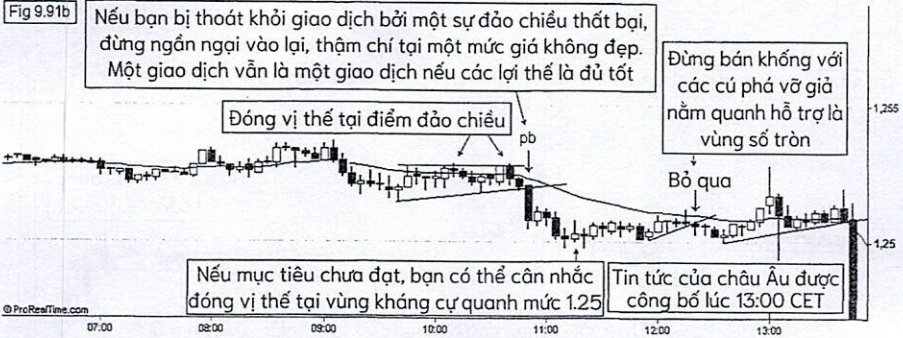 Fig 9.91b
Nếu bạn bị thoát khỏi giao dịch bởi một sự đảo chiều thất bại,
đừng ngần ngại vào lại, thậm chí tại một mức giá không đẹp.
Một giao dịch vẫn là một giao dịch nếu các lợi thế là đủ tốt
Đừng bán khống với
các cú phá vỡ giả
nằm quanh hỗ trợ là
vùng số tròn
1,255
Đóng vị thế tại điểm đảo chiều
pb
Bỏ qua
1,25
Nếu mục tiêu chưa đạt, bạn có thể cân nhắc
đóng vị thế tại vùng kháng cự quanh mức 1.25
Tin tức của châu Âu được
công bố lúc 13:00 CET
©ProRealTime.com
07:00 08:00 09:00 10:00 11:00 12:00 13:00